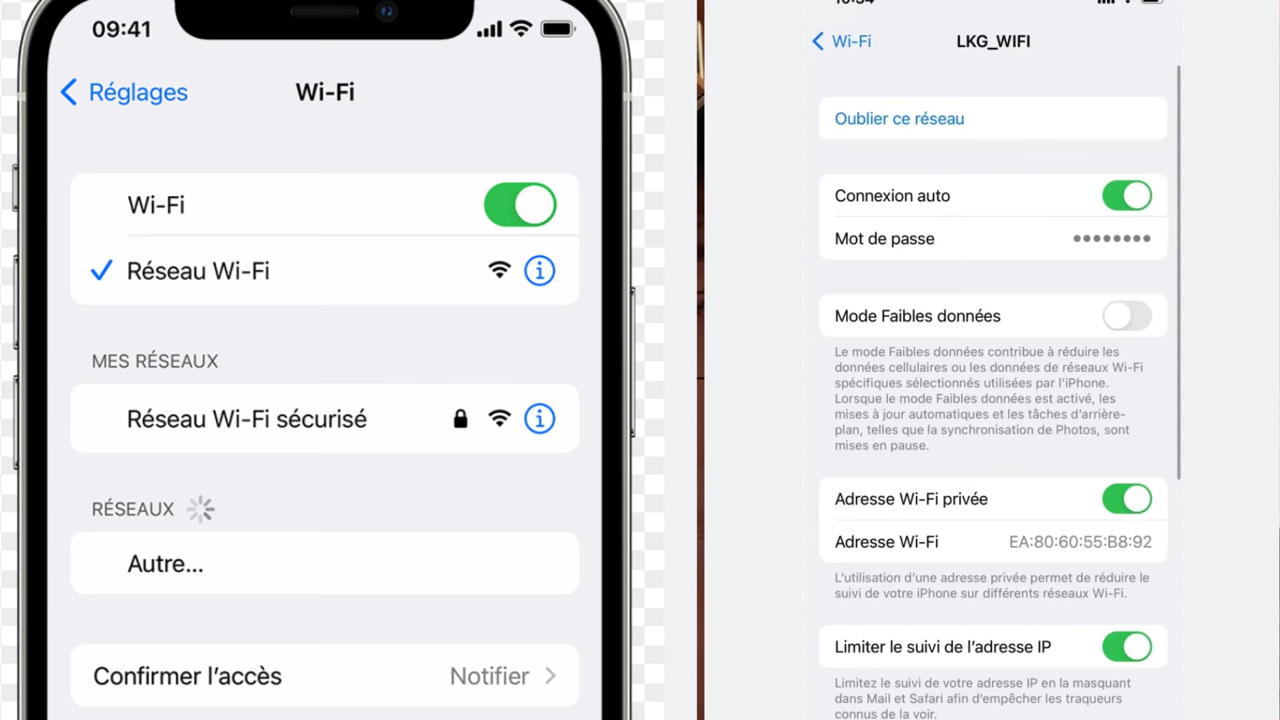 09:41
Réglages
Wi-Fi
Wi-Fi
Réseau Wi-Fi
MES RÉSEAUX
Réseau Wi-Fi sécurisé
RÉSEAUX
Autre...
Confirmer l'accès
Notifier
Wi-Fi
LKG_WIFI
Oublier ce réseau
Connexion auto
Mot de passe
Mode Faibles données
Le mode Faibles données contribue à réduire les
données cellulaires ou les données de réseaux Wi-Fi
spécifiques sélectionnés utilisées par l'iPhone.
Lorsque le mode Faibles données est activé, les
mises à jour automatiques et les tâches d'arrière-
plan, telles que la synchronisation de Photos, sont
mises en pause.
Adresse Wi-Fi privée
Adresse Wi-Fi EA:80:60:55:B8:92
L'utilisation d'une adresse privée permet de réduire le
suivi de votre iPhone sur différents réseaux Wi-Fi.
Limiter le suivi de l'adresse IP
Limitez le suivi de votre adresse IP en la masquant
dans Mail et Safari afin d'empêcher les traqueurs
connus de la voir.